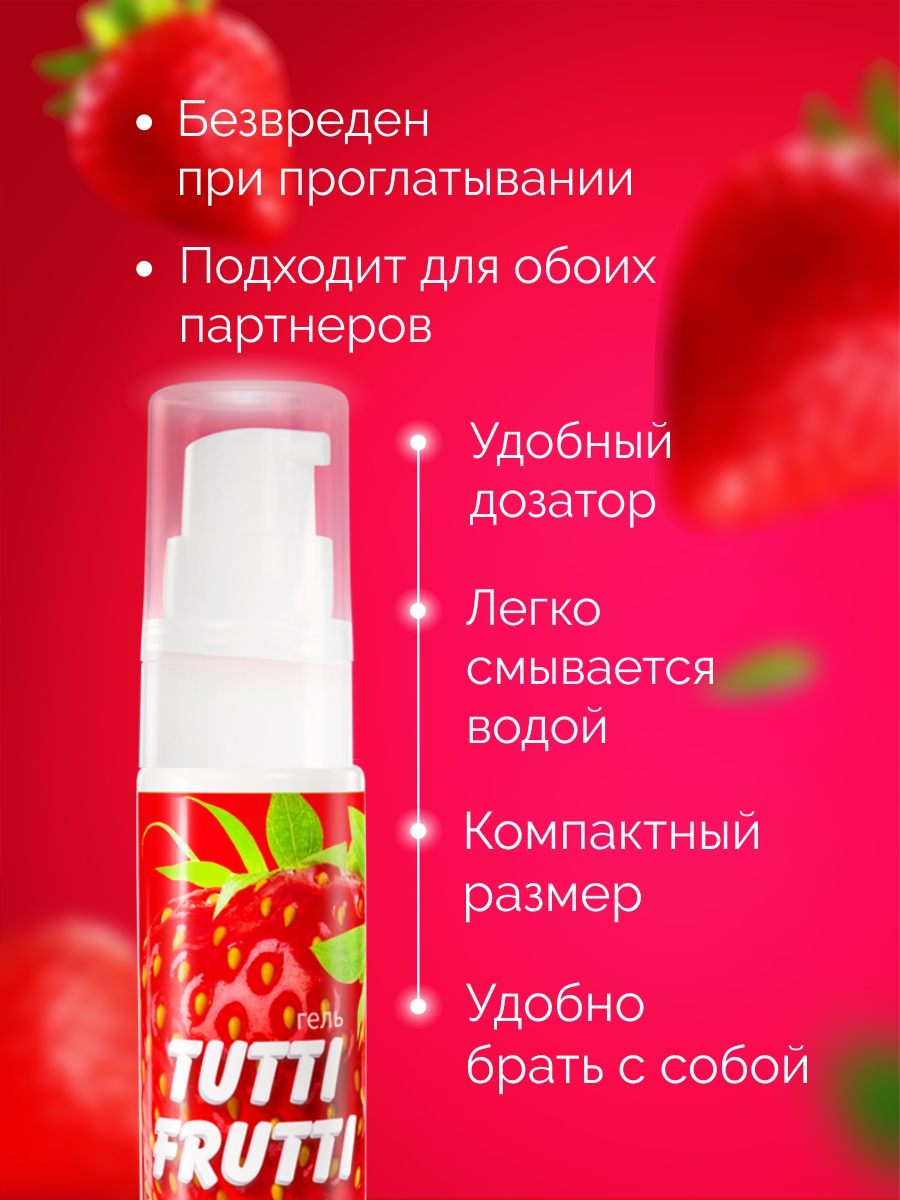 • Безвреден
при проглатывании
• Подходит для обоих
партнеров
Удобный
дозатор
Легко
смывается
водой
Компактный
размер
Удобно
брать с собой
гель
TUTTI
FRUTTI